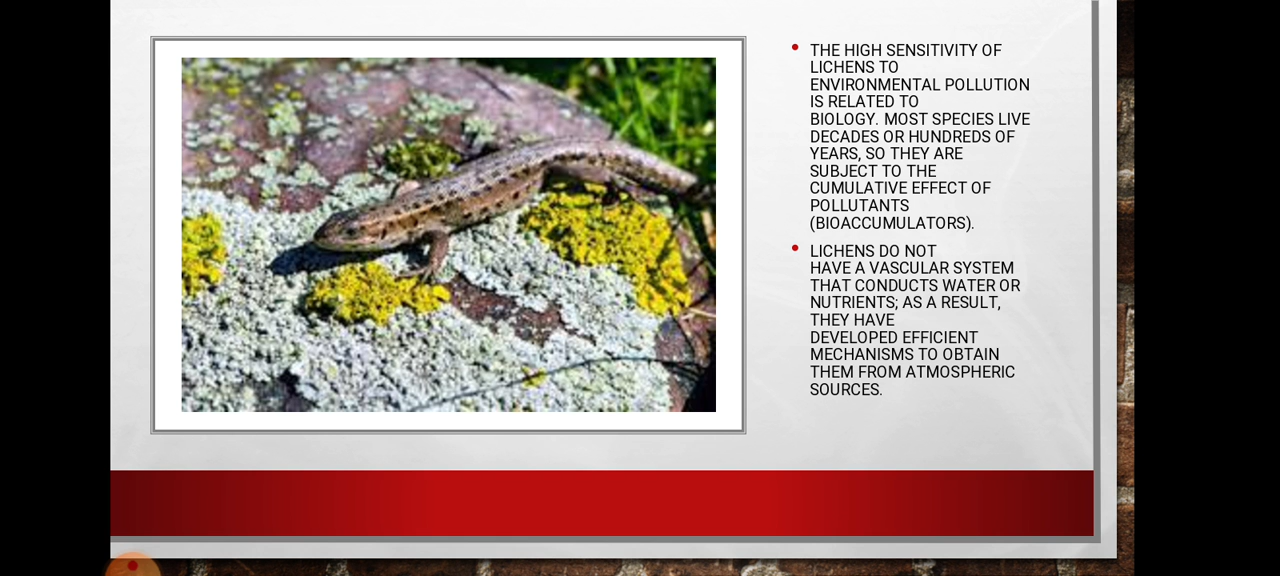 THE HIGH SENSITIVITY OF
LICHENS TO
ENVIRONMENTAL POLLUTION
IS RELATED TO
BIOLOGY. MOST SPECIES LIVE
DECADES OR HUNDREDS OF
YEARS, SO THEY ARE
SUBJECT TO THE
CUMULATIVE EFFECT OF
POLLUTANTS
(BIOACCUMULATORS).
LICHENS DO NOT
HAVE A VASCULAR SYSTEM
THAT CONDUCTS WATER OR
NUTRIENTS; AS A RESULT,
THEY HAVE
DEVELOPED EFFICIENT
MECHANISMS TO OBTAIN
THEM FROM ATMOSPHERIC
SOURCES.